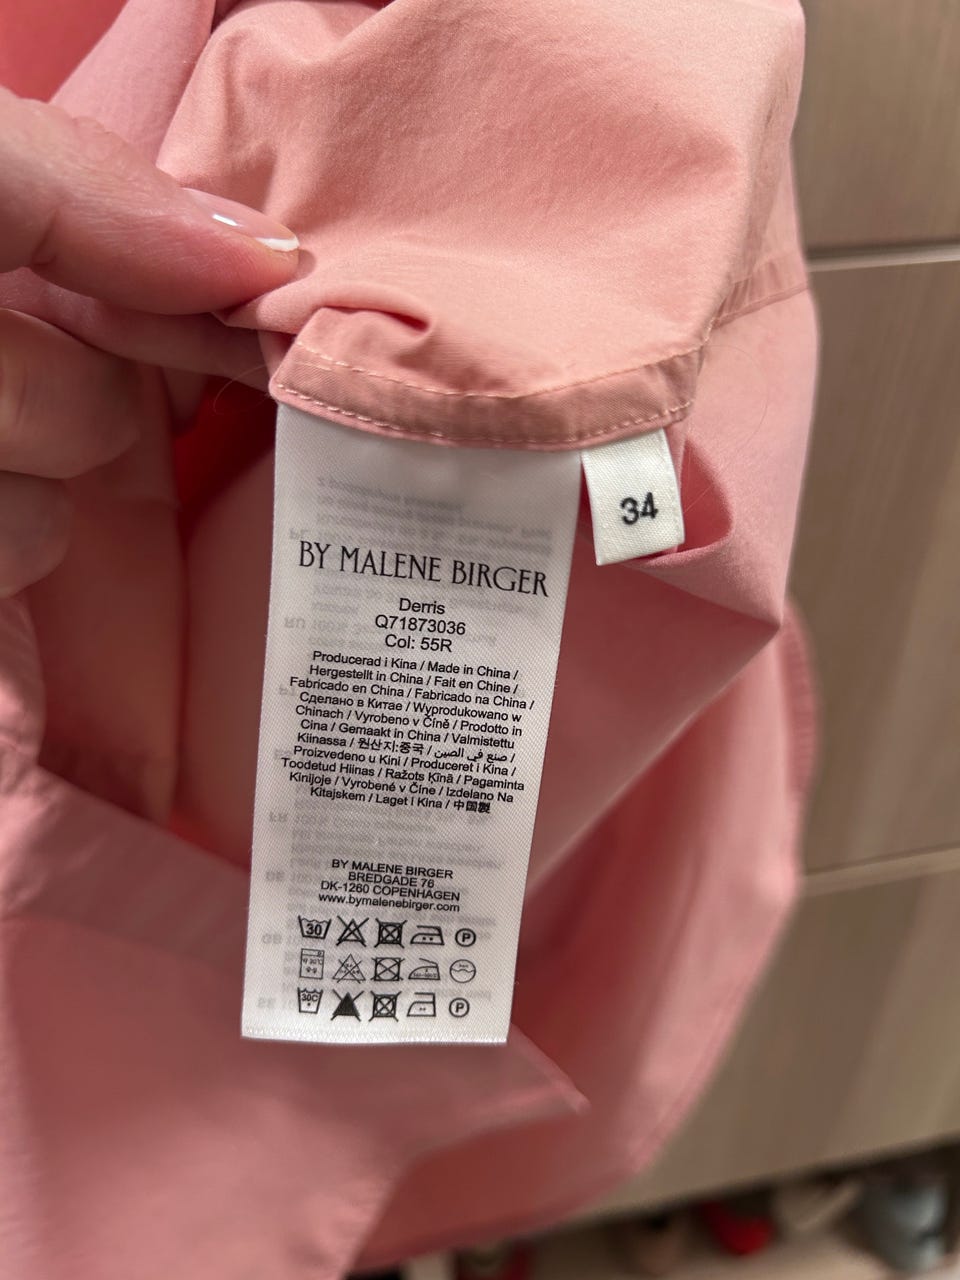 34
BY MALENE BIRGER
Derris
Q71873036
Col: 55R
Producerad i Kina / Made in China /
Hergestellt in China / Fait en Chine /
Fabricado en China / Fabricado na China /
Сделано в Китае / Wyprodukowano w
Chinach / Vyrobeno v Číně / Prodotto in
Cina / Gemaakt in China / Valmistettu
Kiinassa / 원산지:중국 / صنع في الصين /
Proizvedeno u Kini / Produceret i Kina /
Toodetud Hiinas / Ražots Ķīnā / Pagaminta
Kinijoje / Vyrobené v Číne / Izdelano Na
Kitajskem / Laget i Kina / 中国製
BY MALENE BIRGER
BREDGADE 76
DK-1260 COPENHAGEN
www.bymalenebirger.com
30 P
30C P